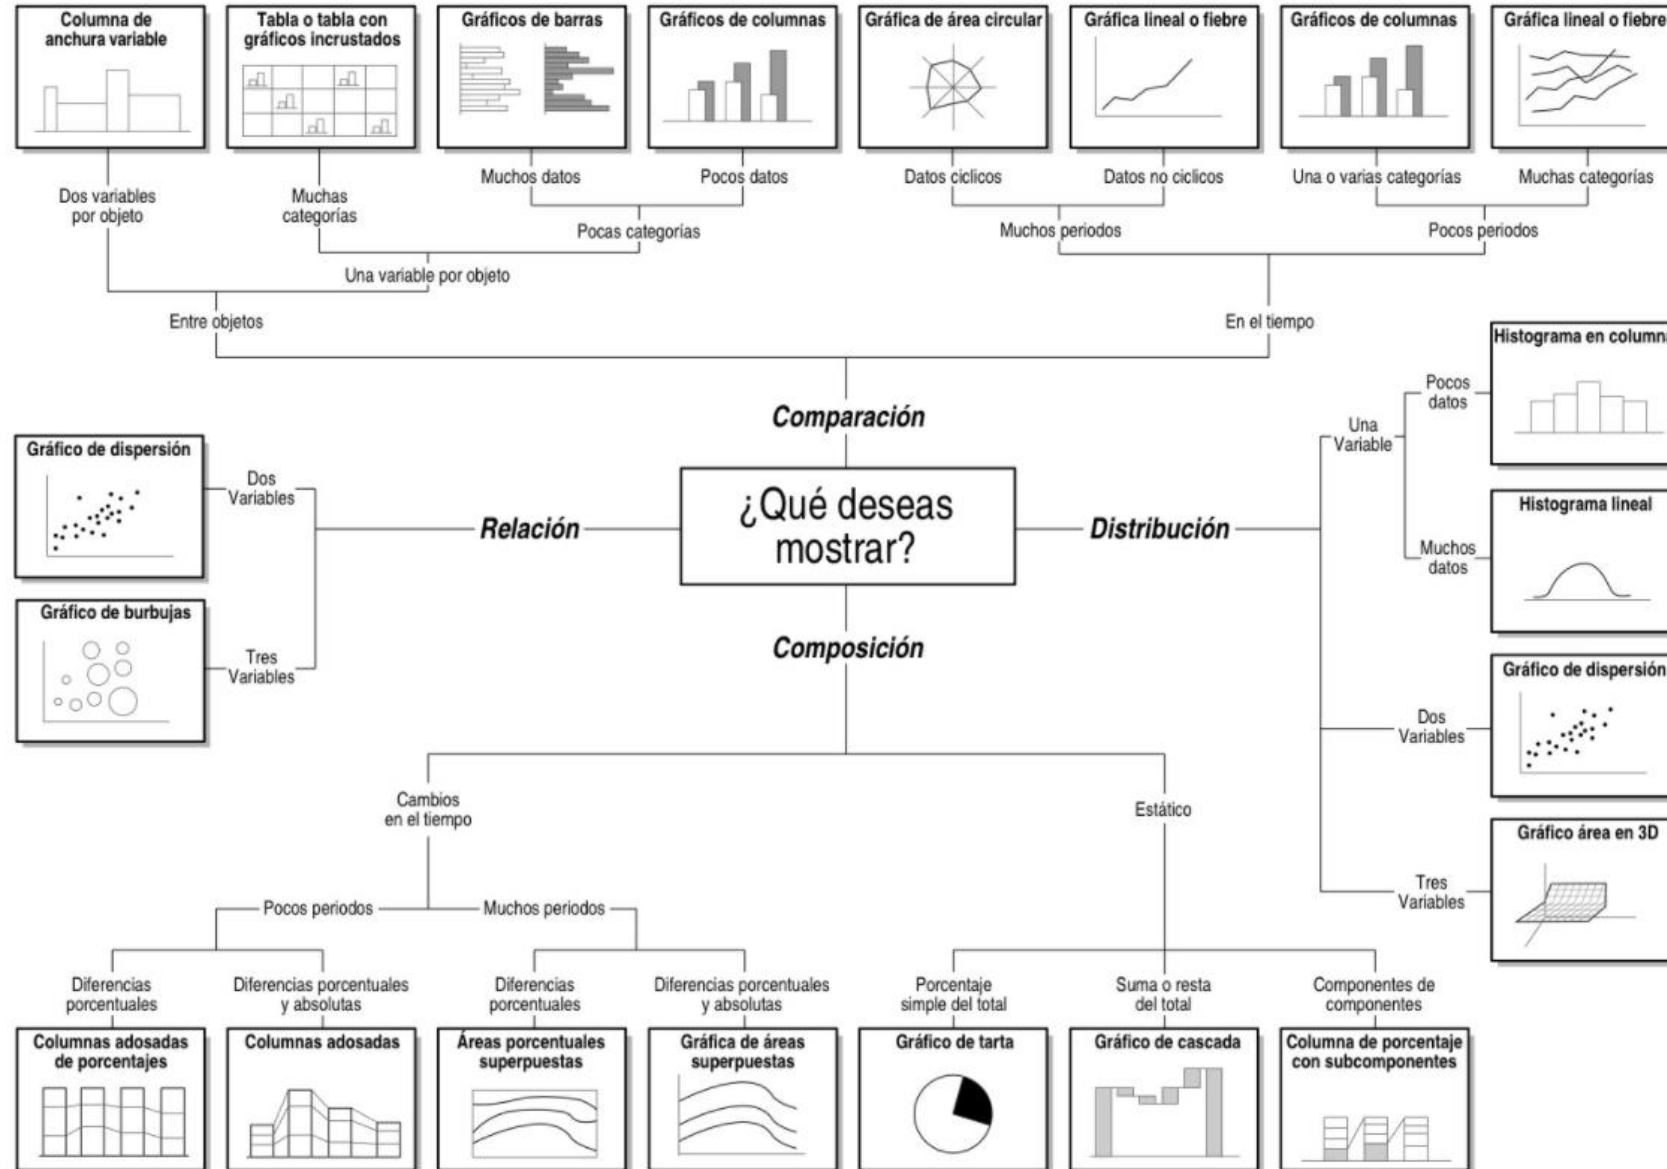 Columna de
anchura variable
Tabla o tabla con
gráficos incrustados
Gráficos de barras
Gráficos de columnas
Gráfica de área circular
Gráfica lineal o fiebre
Gráficos de columnas
Gráfica lineal o fiebre
Dos variables
por objeto
Muchas
categorías
Muchos datos
Pocos datos
Datos ciclicos
Datos no ciclicos
Una o varias categorías
Muchas categorías
Pocas categorías
Muchos periodos
Pocos periodos
Una variable por objeto
Entre objetos
En el tiempo
Comparación
¿Qué deseas
mostrar?
Relación
Dos
Variables
Gráfico de dispersión
Tres
Variables
Gráfico de burbujas
Distribución
Una
Variable
Pocos
datos
Histograma en column
Muchos
datos
Histograma lineal
Dos
Variables
Gráfico de dispersión
Tres
Variables
Gráfico área en 3D
Composición
Cambios
en el tiempo
Estático
Pocos periodos
Muchos periodos
Diferencias
porcentuales
Diferencias porcentuales
y absolutas
Diferencias
porcentuales
Diferencias porcentuales
y absolutas
Porcentaje
simple del total
Suma o resta
del total
Componentes de
componentes
Columnas adosadas
de porcentajes
Columnas adosadas
Áreas porcentuales
superpuestas
Gráfica de áreas
superpuestas
Gráfico de tarta
Gráfico de cascada
Columna de porcentaje
con subcomponentes